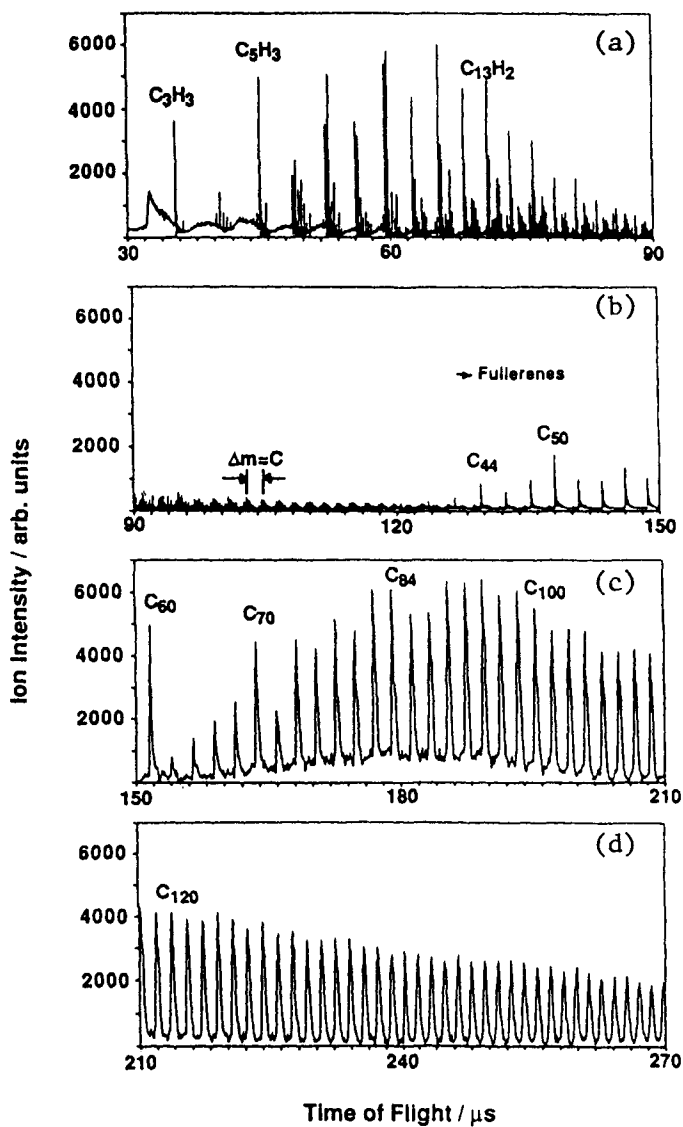 (a)
6000
4000
2000
C3H3
C5H3
C13H2
30 60 90
(b)
6000
4000
2000
Fullerenes
Δm=C
C44
C50
90 120 150
(c)
6000
4000
2000
C60
C70
C84
C100
150 180 210
(d)
6000
4000
2000
C120
210 240 270
Ion Intensity / arb. units
Time of Flight / μs